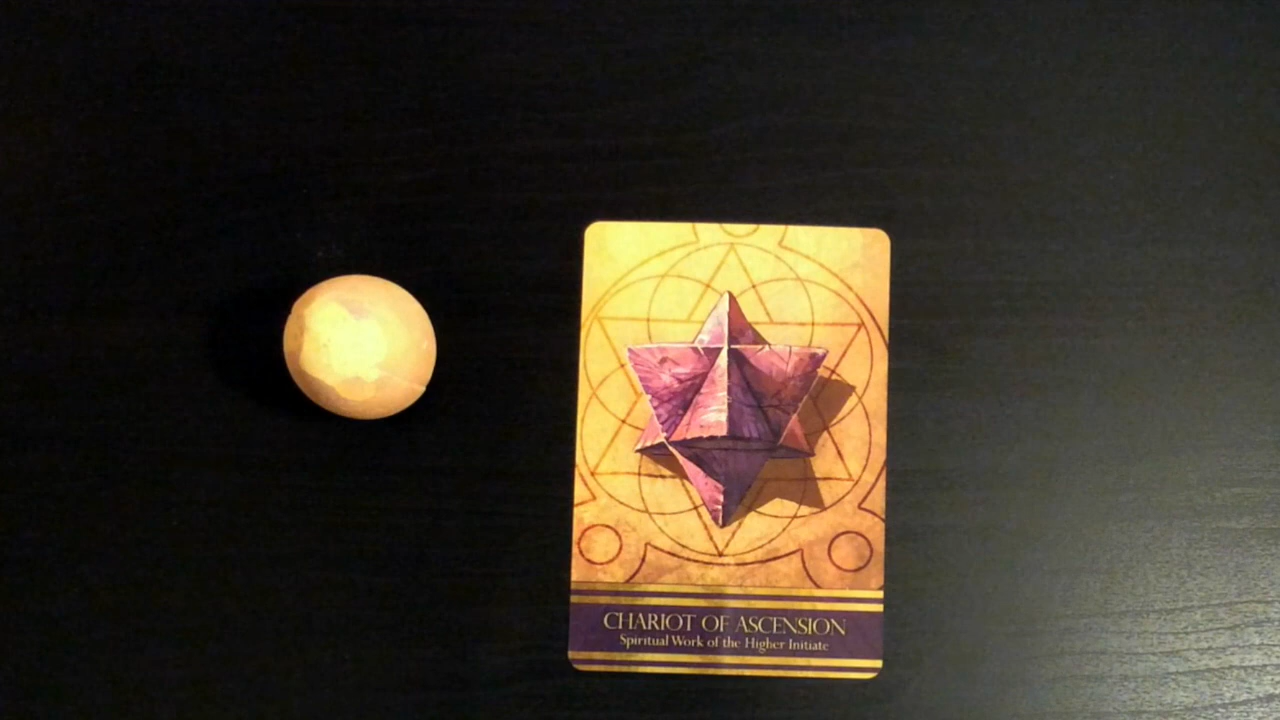 CHARIOT OF ASCENSION
Spiritual Work of the Higher Initiate